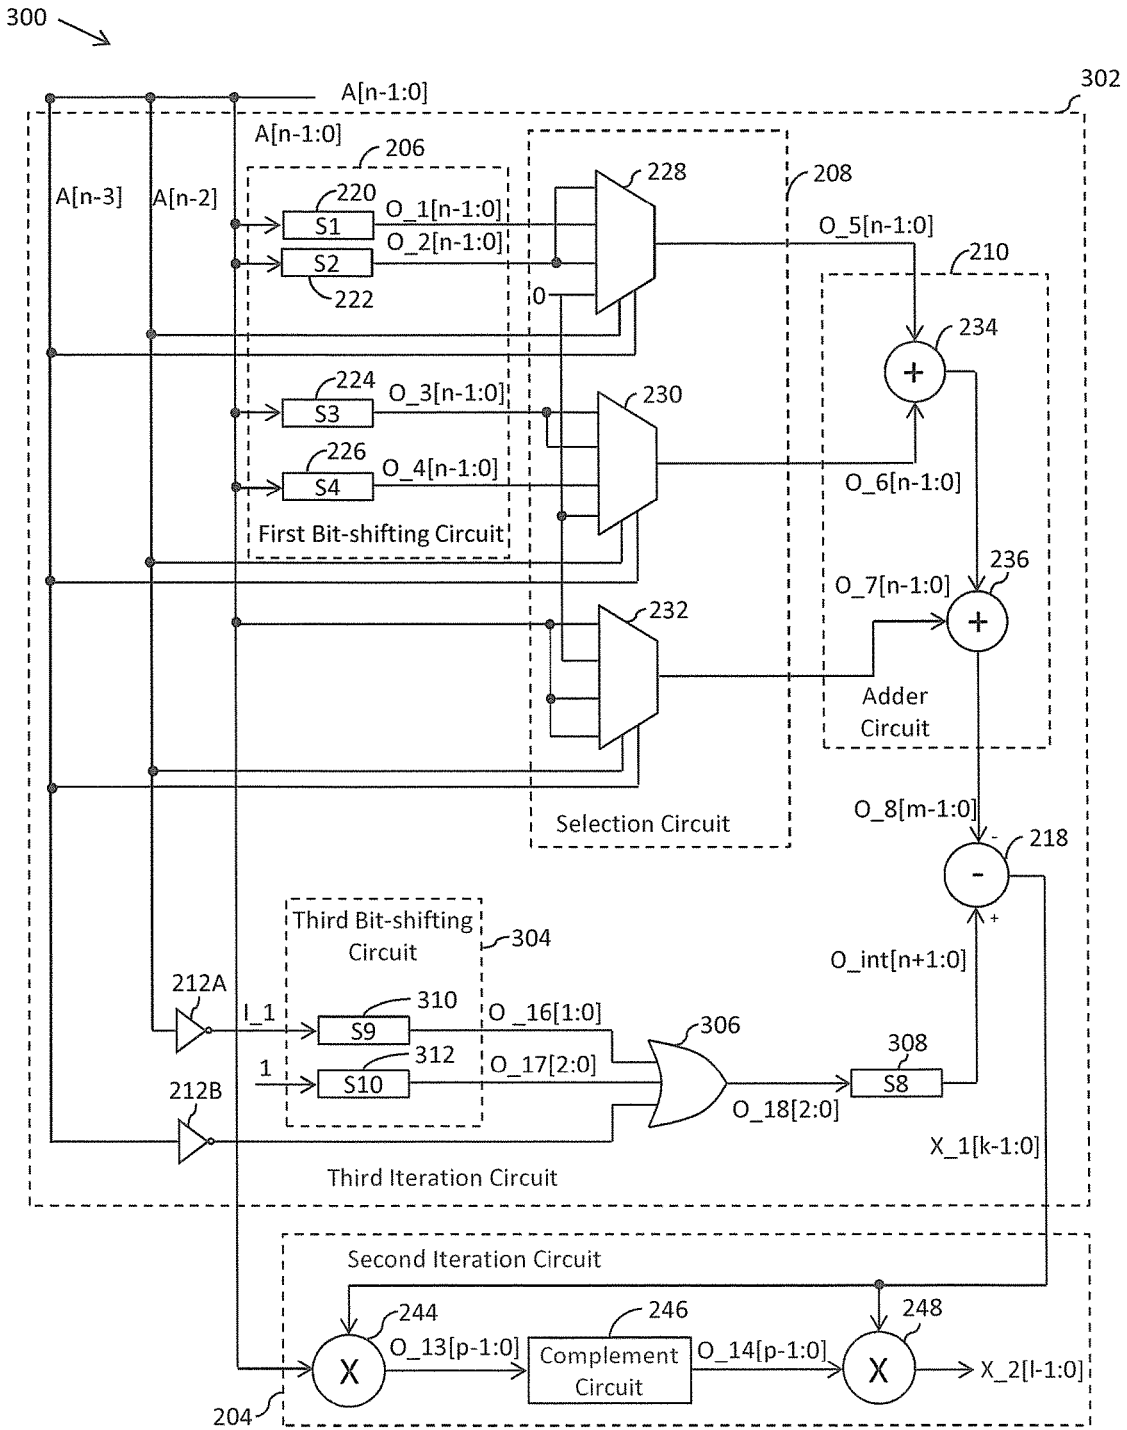 300
302
A[n-1:0]
A[n-1:0]
206
A[n-3]
A[n-2]
220
S1
O_1[n-1:0]
228
208
S2
O_2[n-1:0]
222
O_5[n-1:0]
210
0
234
+
224
S3
O_3[n-1:0]
230
226
S4
O_4[n-1:0]
O_6[n-1:0]
First Bit-shifting Circuit
O_7[n-1:0]
236
+
232
Adder
Circuit
Selection Circuit
O_8[m-1:0]
-
218
-
+
Third Bit-shifting
Circuit
304
O_int[n+1:0]
212A
I_1
310
S9
O _16[1:0]
306
1
312
S10
O_17[2:0]
308
S8
212B
O_18[2:0]
X_1[k-1:0]
Third Iteration Circuit
Second Iteration Circuit
244
X
O_13[p-1:0]
246
Complement
Circuit
O_14[p-1:0]
248
X
X_2[l-1:0]
204